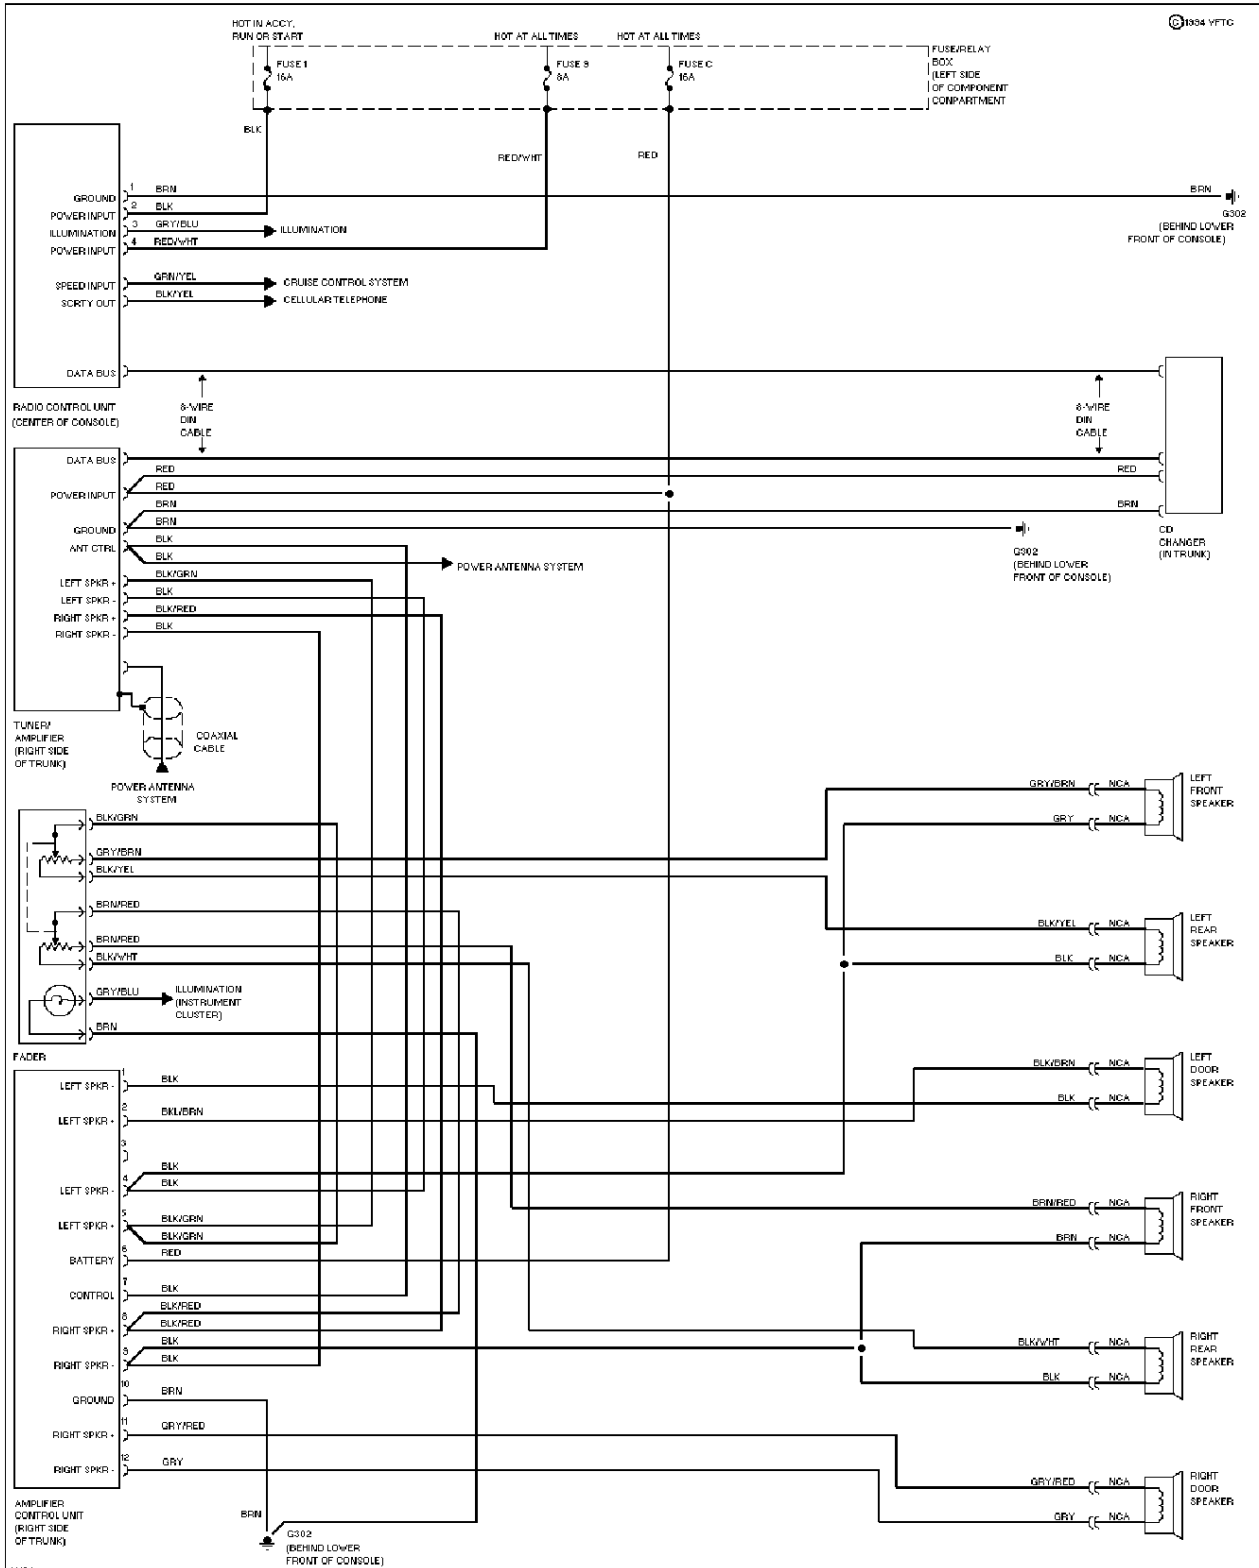 ©1994 YFTC
HOT IN ACCY,
RUN OR START
HOT AT ALL TIMES
HOT AT ALL TIMES
FUSE 1
16A
FUSE 9
8A
FUSE C
16A
FUSE/RELAY
BOX
(LEFT SIDE
OF COMPONENT
CONPARTMENT
BLK
RED/WHT
RED
GROUND
1
BRN
BRN
POWER INPUT
2
BLK
ILLUMINATION
3
GRY/BLU
ILLUMINATION
POWER INPUT
4
RED/WHT
G302
(BEHIND LOWER
FRONT OF CONSOLE)
SPEED INPUT
GRN/YEL
CRUISE CONTROL SYSTEM
SCRTY OUT
BLK/YEL
CELLULAR TELEPHONE
DATA BUS
RADIO CONTROL UNIT
(CENTER OF CONSOLE)
8-WIRE
DIN
CABLE
8-WIRE
DIN
CABLE
DATA BUS
RED
RED
POWER INPUT
RED
BRN
BRN
GROUND
BRN
ANT CTRL
BLK
BLK
POWER ANTENNA SYSTEM
G302
(BEHIND LOWER
FRONT OF CONSOLE)
CD
CHANGER
(IN TRUNK)
LEFT SPKR +
BLK/GRN
LEFT SPKR -
BLK
RIGHT SPKR +
BLK/RED
RIGHT SPKR -
BLK
TUNER/
AMPLIFIER
(RIGHT SIDE
OF TRUNK)
COAXIAL
CABLE
POWER ANTENNA
SYSTEM
GRY/BRN
NCA
GRY
NCA
LEFT
FRONT
SPEAKER
BLK/GRN
GRY/BRN
BLK/YEL
BRN/RED
BRN/RED
BLK/WHT
GRY/BLU
ILLUMINATION
(INSTRUMENT
CLUSTER)
BRN
FADER
BLK/YEL
NCA
BLK
NCA
LEFT
REAR
SPEAKER
BLK/BRN
NCA
BLK
NCA
LEFT
DOOR
SPEAKER
LEFT SPKR -
1
BLK
LEFT SPKR +
2
BKL/BRN
3
BLK
LEFT SPKR -
4
BLK
LEFT SPKR +
5
BLK/GRN
BLK/GRN
BATTERY
6
RED
CONTROL
7
BLK
BLK/RED
RIGHT SPKR +
8
BLK/RED
BLK
RIGHT SPKR -
9
BLK
GROUND
10
BRN
RIGHT SPKR +
11
GRY/RED
RIGHT SPKR -
12
GRY
AMPLIFIER
CONTROL UNIT
(RIGHT SIDE
OF TRUNK)
BRN
G302
(BEHIND LOWER
FRONT OF CONSOLE)
BRN/RED
NCA
BRN
NCA
RIGHT
FRONT
SPEAKER
BLK/WHT
NCA
BLK
NCA
RIGHT
REAR
SPEAKER
GRY/RED
NCA
GRY
NCA
RIGHT
DOOR
SPEAKER